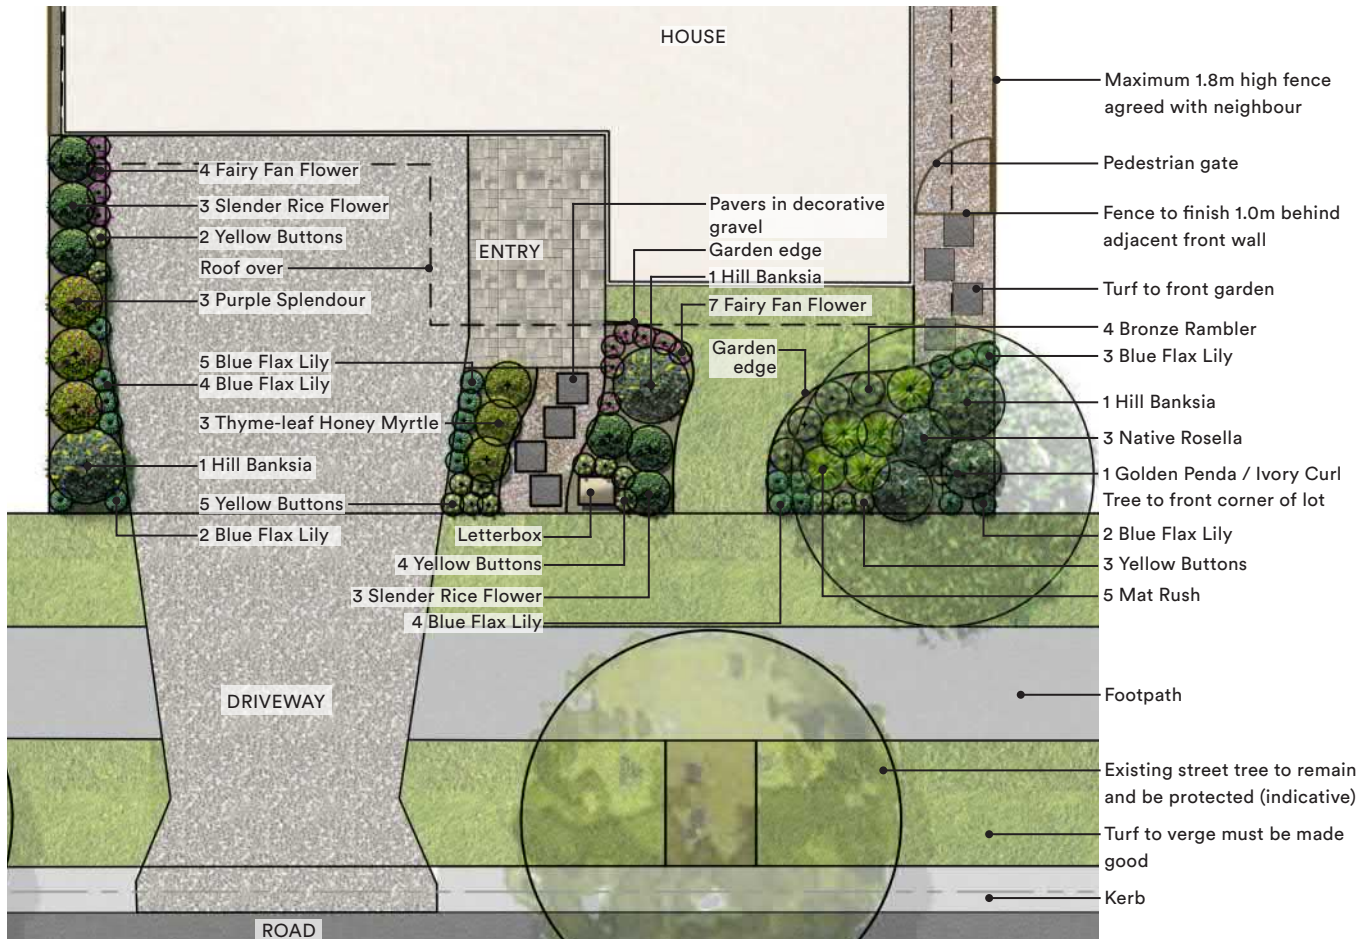 HOUSE
Maximum 1.8m high fence
agreed with neighbour
Pedestrian gate
Fence to finish 1.0m behind
adjacent front wall
Turf to front garden
4 Bronze Rambler
3 Blue Flax Lily
1 Hill Banksia
3 Native Rosella
1 Golden Penda / Ivory Curl
Tree to front corner of lot
2 Blue Flax Lily
3 Yellow Buttons
5 Mat Rush
Footpath
Existing street tree to remain
and be protected (indicative)
Turf to verge must be made
good
Kerb
4 Fairy Fan Flower
3 Slender Rice Flower
2 Yellow Buttons
Roof over
3 Purple Splendour
5 Blue Flax Lily
4 Blue Flax Lily
3 Thyme-leaf Honey Myrtle
1 Hill Banksia
5 Yellow Buttons
2 Blue Flax Lily
ENTRY
Pavers in decorative
gravel
Garden edge
1 Hill Banksia
7 Fairy Fan Flower
Garden
edge
Letterbox
4 Yellow Buttons
3 Slender Rice Flower
4 Blue Flax Lily
DRIVEWAY
ROAD